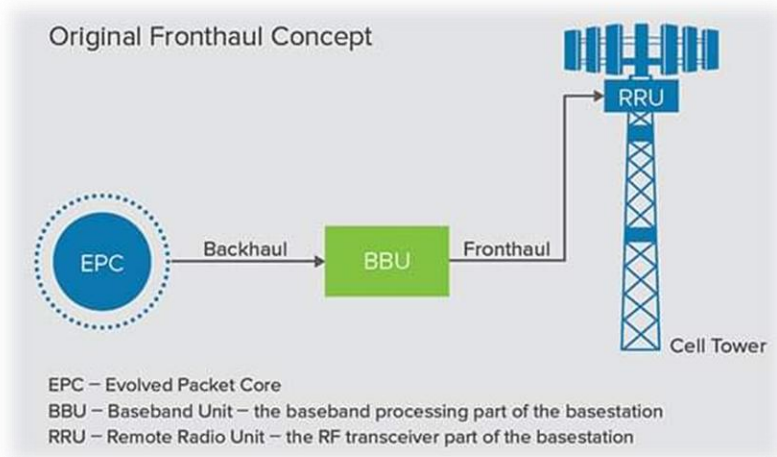 Original Fronthaul Concept
RRU
EPC
Backhaul
BBU
Fronthaul
Cell Tower
EPC – Evolved Packet Core
BBU – Baseband Unit – the baseband processing part of the basestation
RRU – Remote Radio Unit – the RF transceiver part of the basestation